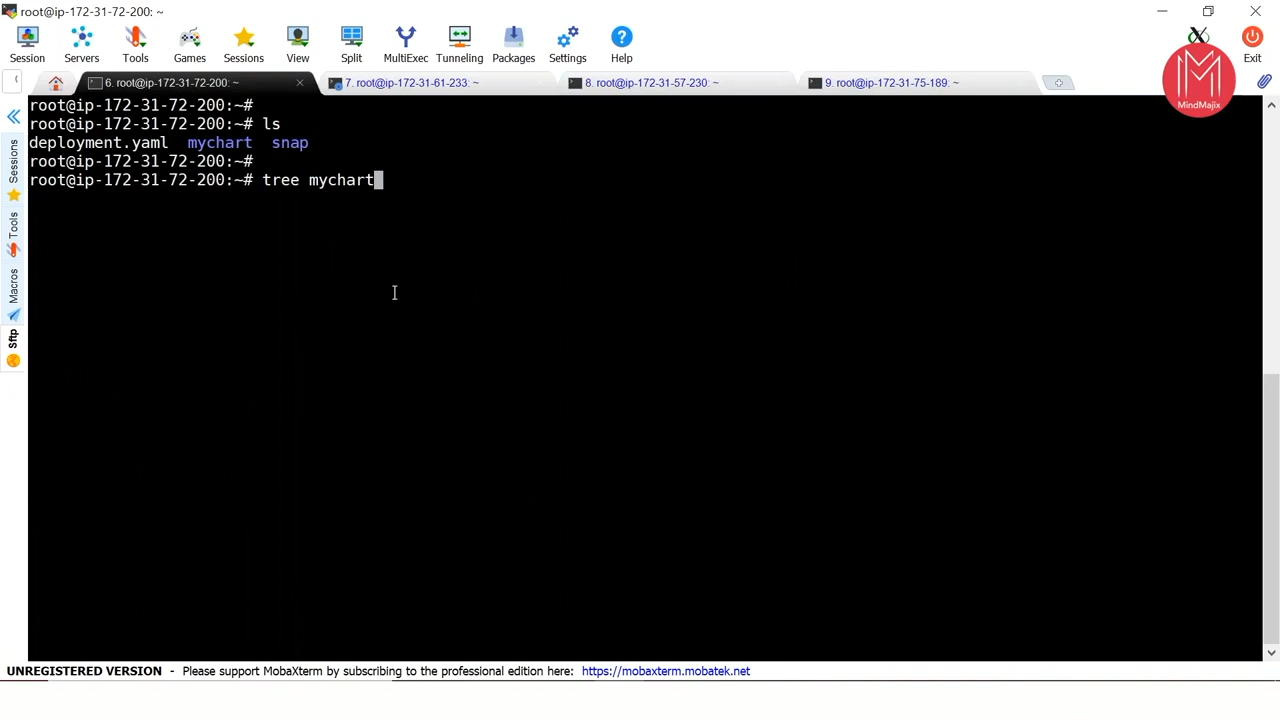 root@ip-172-31-72-200: ~
Session Servers Tools Games Sessions View Split MultiExec Tunneling Packages Settings Help Exit
6. root@ip-172-31-72-200: ~ 7. root@ip-172-31-61-233: ~ 8. root@ip-172-31-57-230: ~ 9. root@ip-172-31-75-189: ~
MindMajix
root@ip-172-31-72-200:~#
root@ip-172-31-72-200:~# ls
deployment.yaml mychart snap
root@ip-172-31-72-200:~#
root@ip-172-31-72-200:~# tree mychart
Sessions
Tools
Macros
Sftp
UNREGISTERED VERSION - Please support MobaXterm by subscribing to the professional edition here: https://mobaxterm.mobatek.net